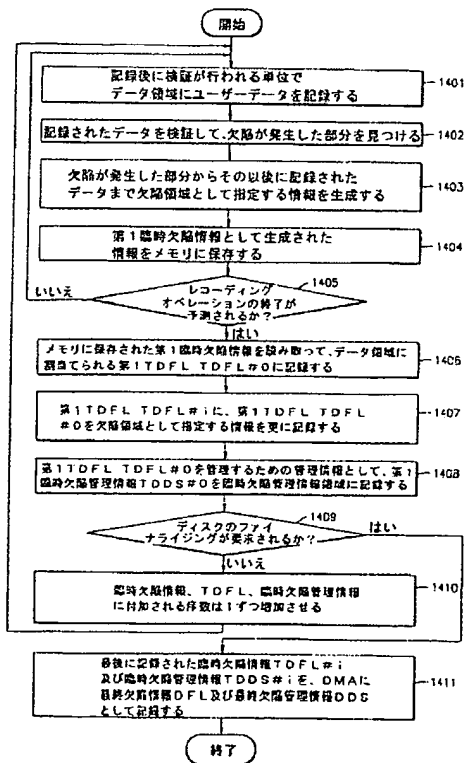 開始
記録後に検証が行われる単位で
データ領域にユーザーデータを記録する
1401
記録されたデータを検証して、欠陥が発生した部分を見つける
1402
欠陥が発生した部分からその以後に記録された
データまで欠陥領域として指定する情報を生成する
1403
第1臨時欠陥情報として生成された
情報をメモリに保存する
1404
レコーディング
オペレーションの終了が
予測されるか?
1405
いいえ
はい
メモリに保存された第1臨時欠陥情報を読み取って、データ領域に
割当てられる第1TDFL TDFL#0に記録する
1406
第1TDFL TDFL#iに、第1TDFL TDFL
#0を欠陥領域として指定する情報を更に記録する
1407
第1TDFL TDFL#0を管理するための管理情報として、第1
臨時欠陥管理情報TDDS#0を臨時欠陥管理情報領域に記録する
1408
ディスクのファイ
ナライジングが要求されるか?
1409
はい
いいえ
臨時欠陥情報、TDFL、臨時欠陥管理情報
に付加される序数は1ずつ増加させる
1410
最後に記録された臨時欠陥情報TDFL#i
及び臨時欠陥管理情報TDDS#iを、DMAに
最終欠陥情報DFL及び最終欠陥管理情報DDS
として記録する
1411
終了